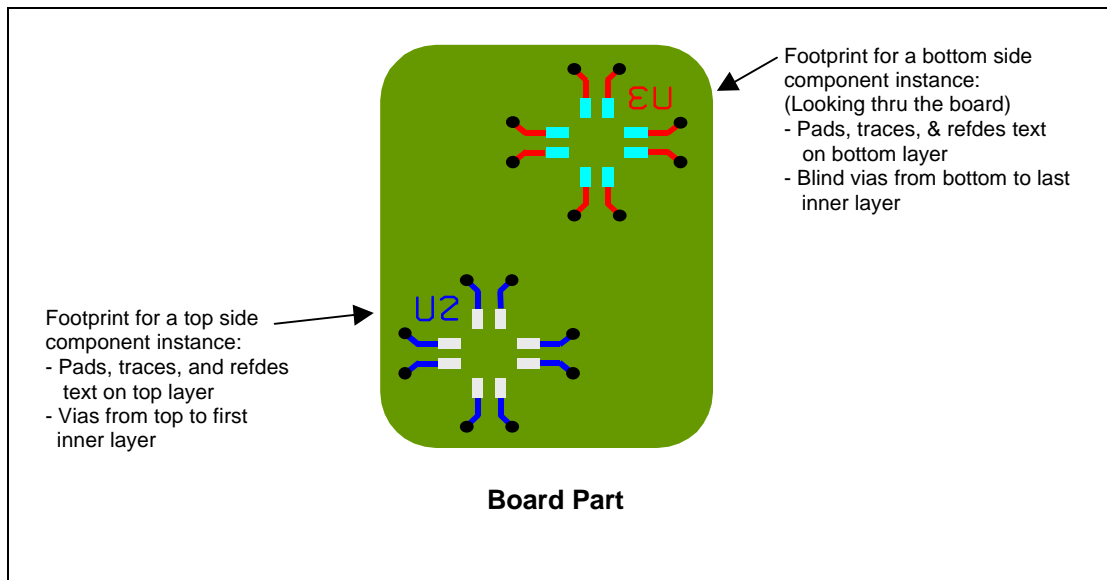 Footprint for a bottom side
component instance:
(Looking thru the board)
- Pads, traces, & refdes text
on bottom layer
- Blind vias from bottom to last
inner layer
U3
U2
Footprint for a top side
component instance:
- Pads, traces, and refdes
text on top layer
- Vias from top to first
inner layer
Board Part